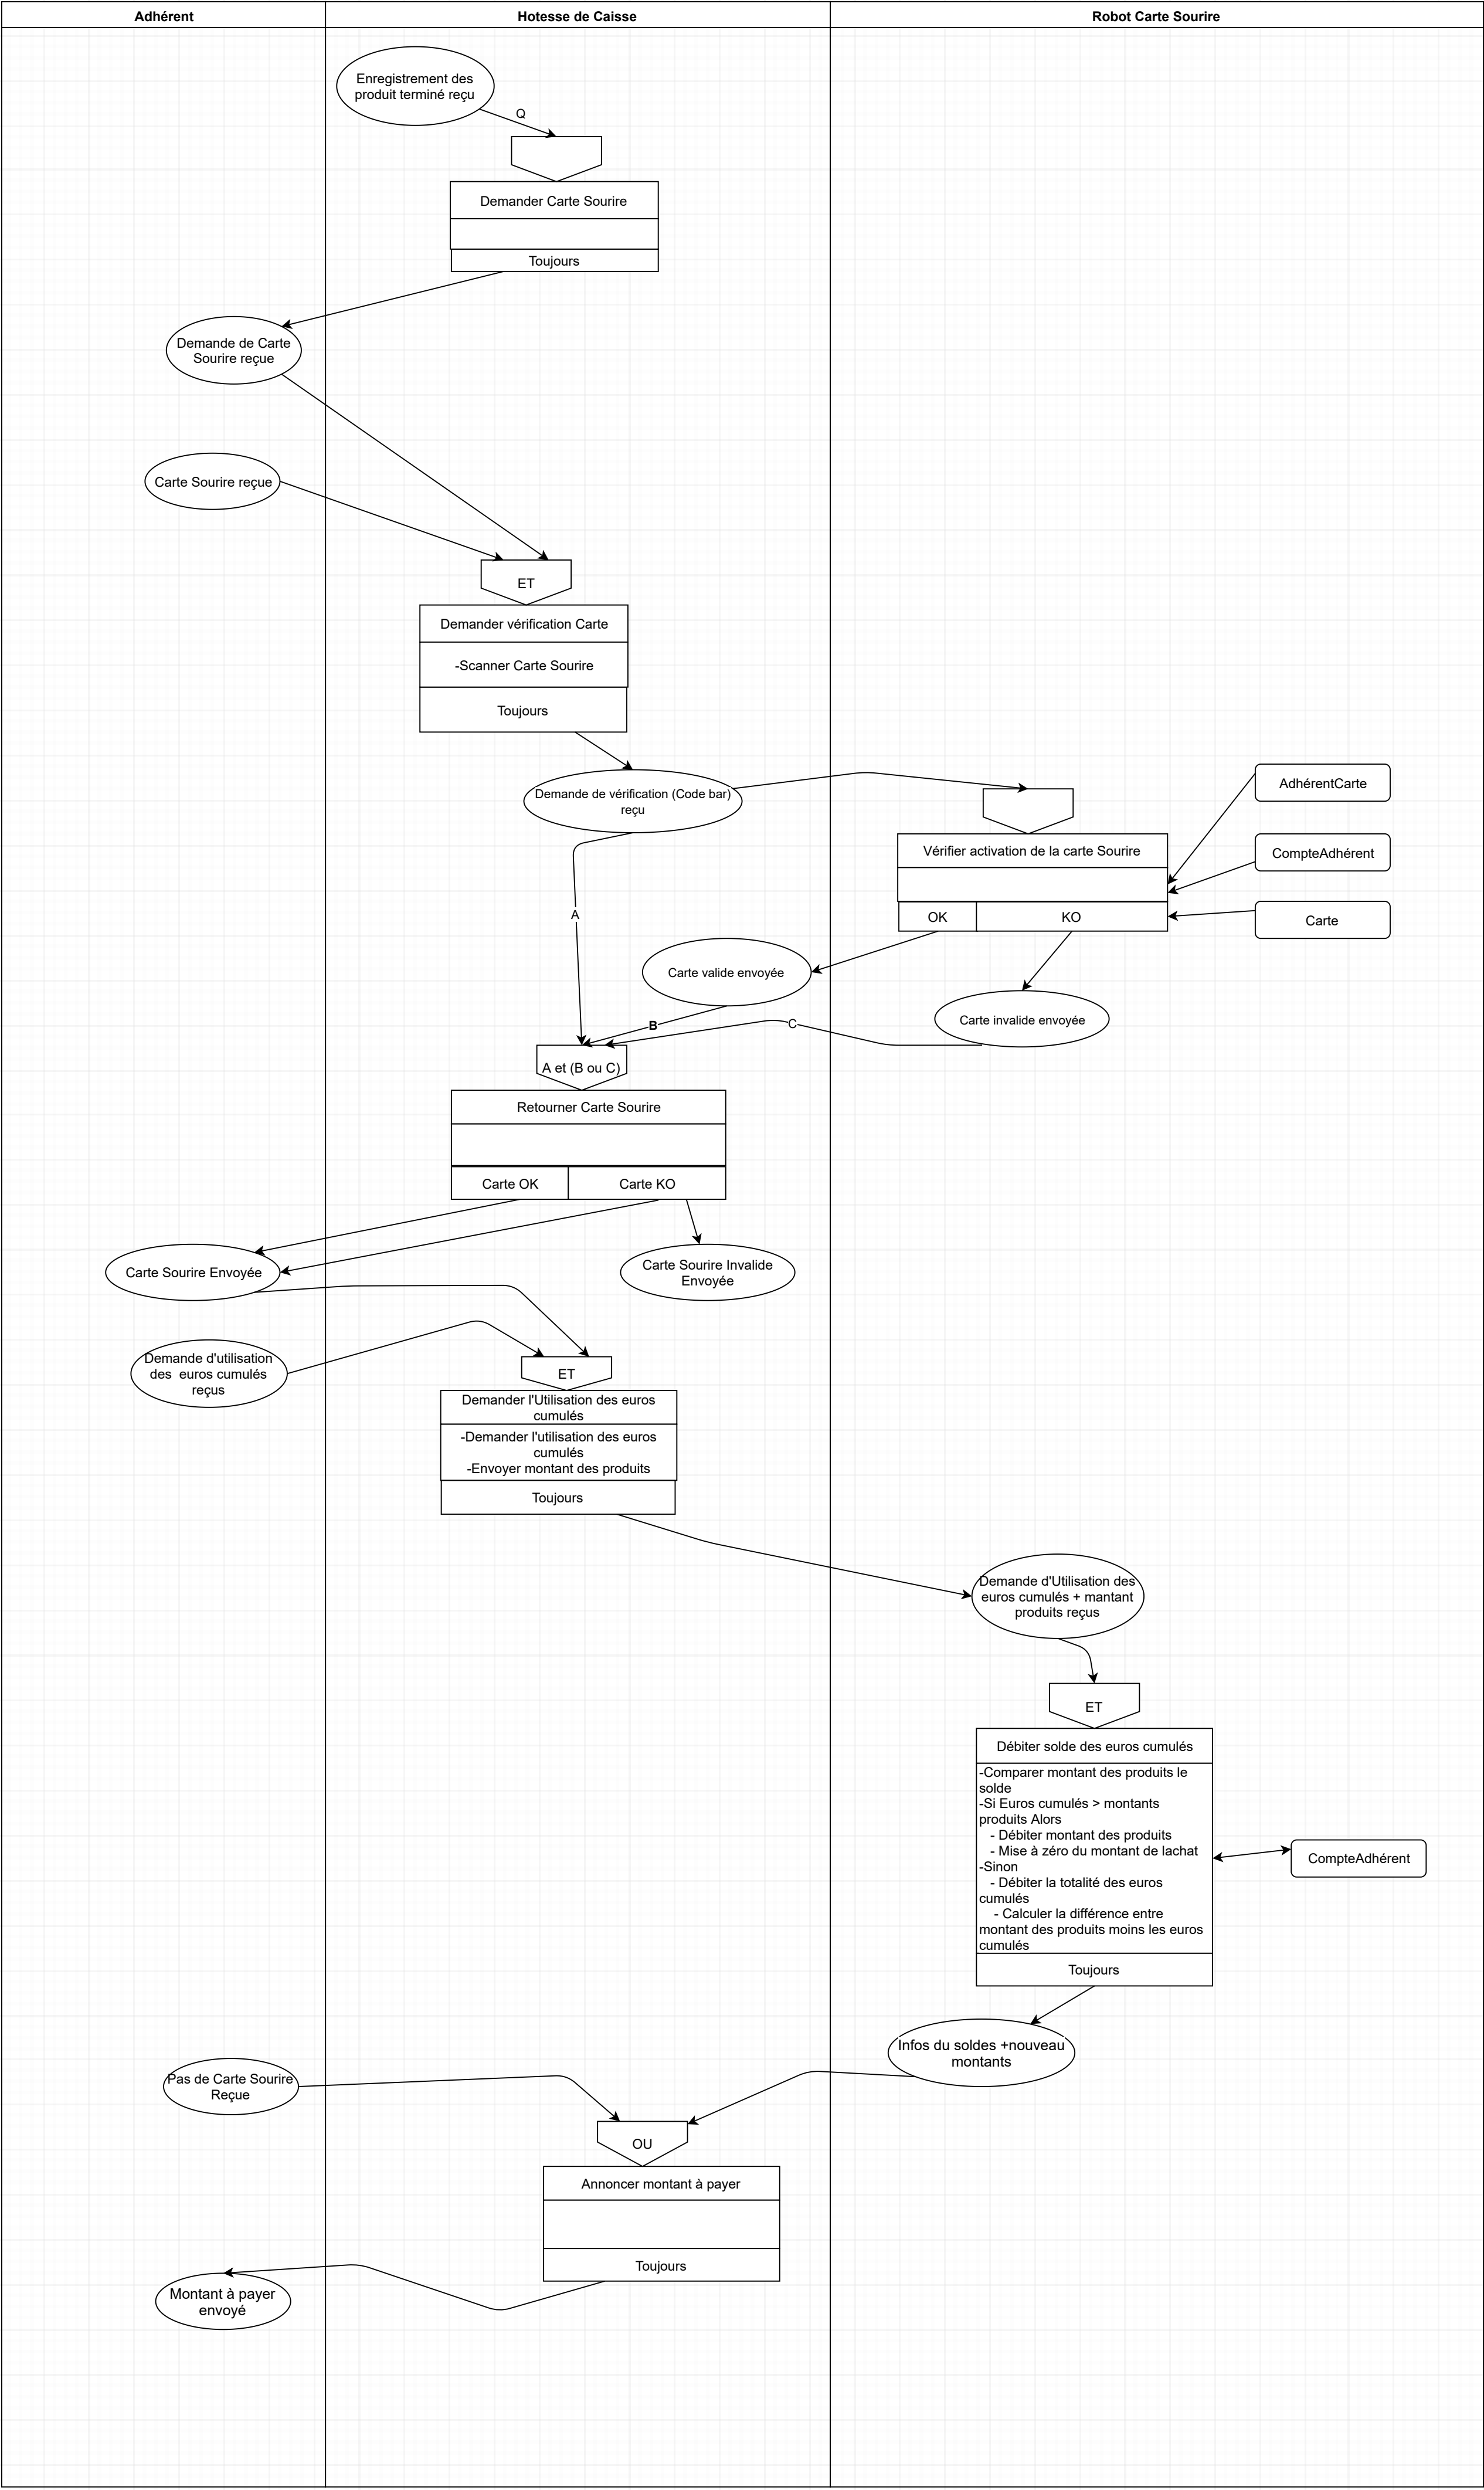 Adhérent
Hotesse de Caisse
Robot Carte Sourire
Enregistrement des
produit terminé reçu
Q
Demander Carte Sourire
Toujours
Demande de Carte
Sourire reçue
Carte Sourire reçue
ET
Demander vérification Carte
-Scanner Carte Sourire
Toujours
Demande de vérification (Code bar)
reçu
AdhérentCarte
Vérifier activation de la carte Sourire
CompteAdhérent
OK
KO
Carte
A
Carte valide envoyée
Carte invalide envoyée
B
C
A et (B ou C)
Retourner Carte Sourire
Carte OK
Carte KO
Carte Sourire Envoyée
Carte Sourire Invalide
Envoyée
Demande d'utilisation
des  euros cumulés
reçus
ET
Demander l'Utilisation des euros
cumulés
-Demander l'utilisation des euros
cumulés
-Envoyer montant des produits
Toujours
Demande d'Utilisation des
euros cumulés + mantant
produits reçus
ET
Débiter solde des euros cumulés
-Comparer montant des produits le
solde
-Si Euros cumulés > montants
produits Alors
- Débiter montant des produits
- Mise à zéro du montant de lachat
-Sinon
- Débiter la totalité des euros
cumulés
- Calculer la différence entre
montant des produits moins les euros
cumulés
CompteAdhérent
Toujours
Infos du soldes +nouveau
montants
Pas de Carte Sourire
Reçue
OU
Annoncer montant à payer
Toujours
Montant à payer
envoyé